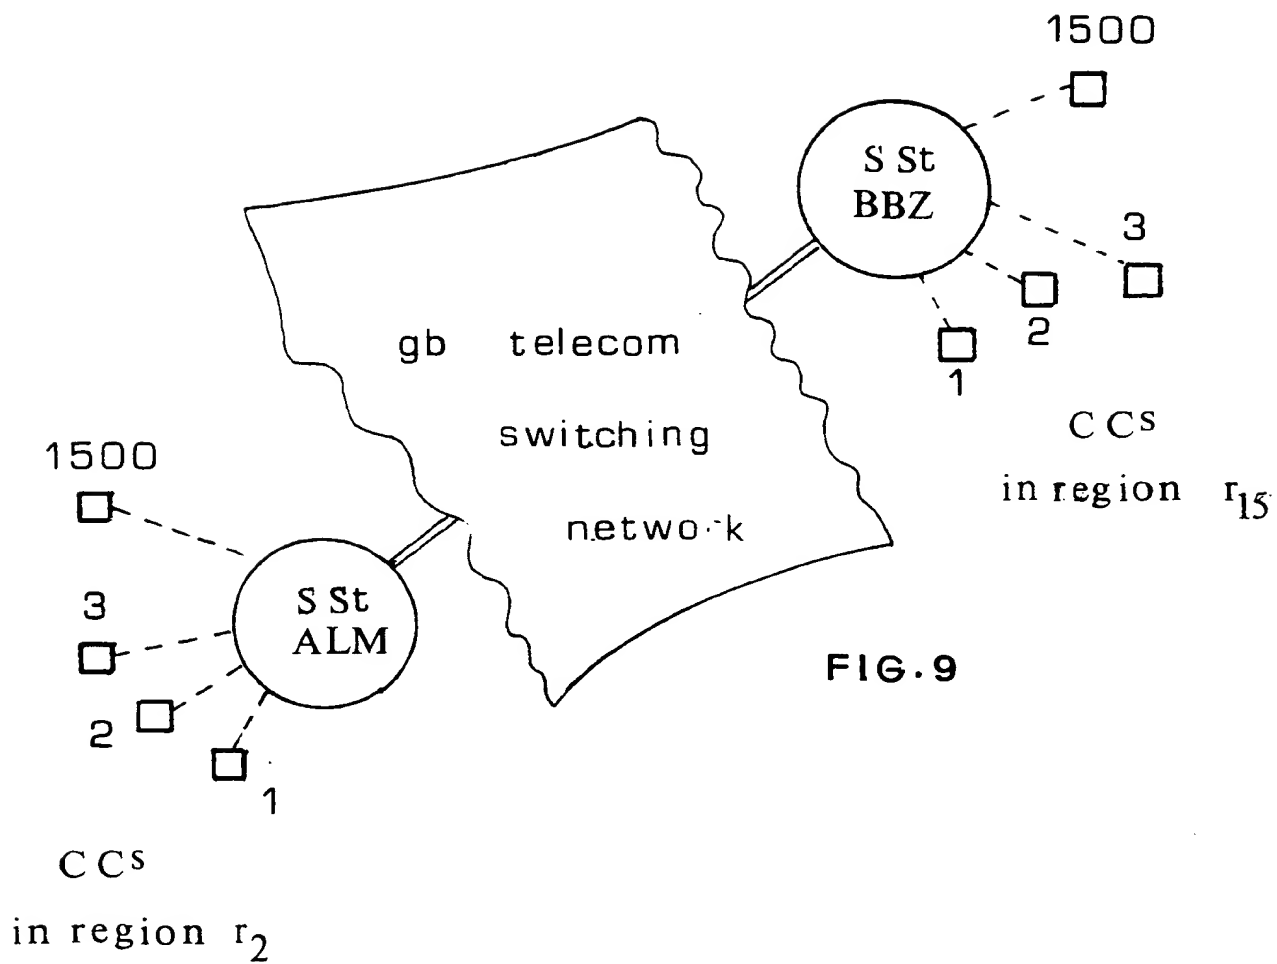 1500
S St
BBZ
3
2
1
gb telecom
switching
network
CCs
in region r15
1500
S St
ALM
3
2
1
FIG.9
CCs
in region r2